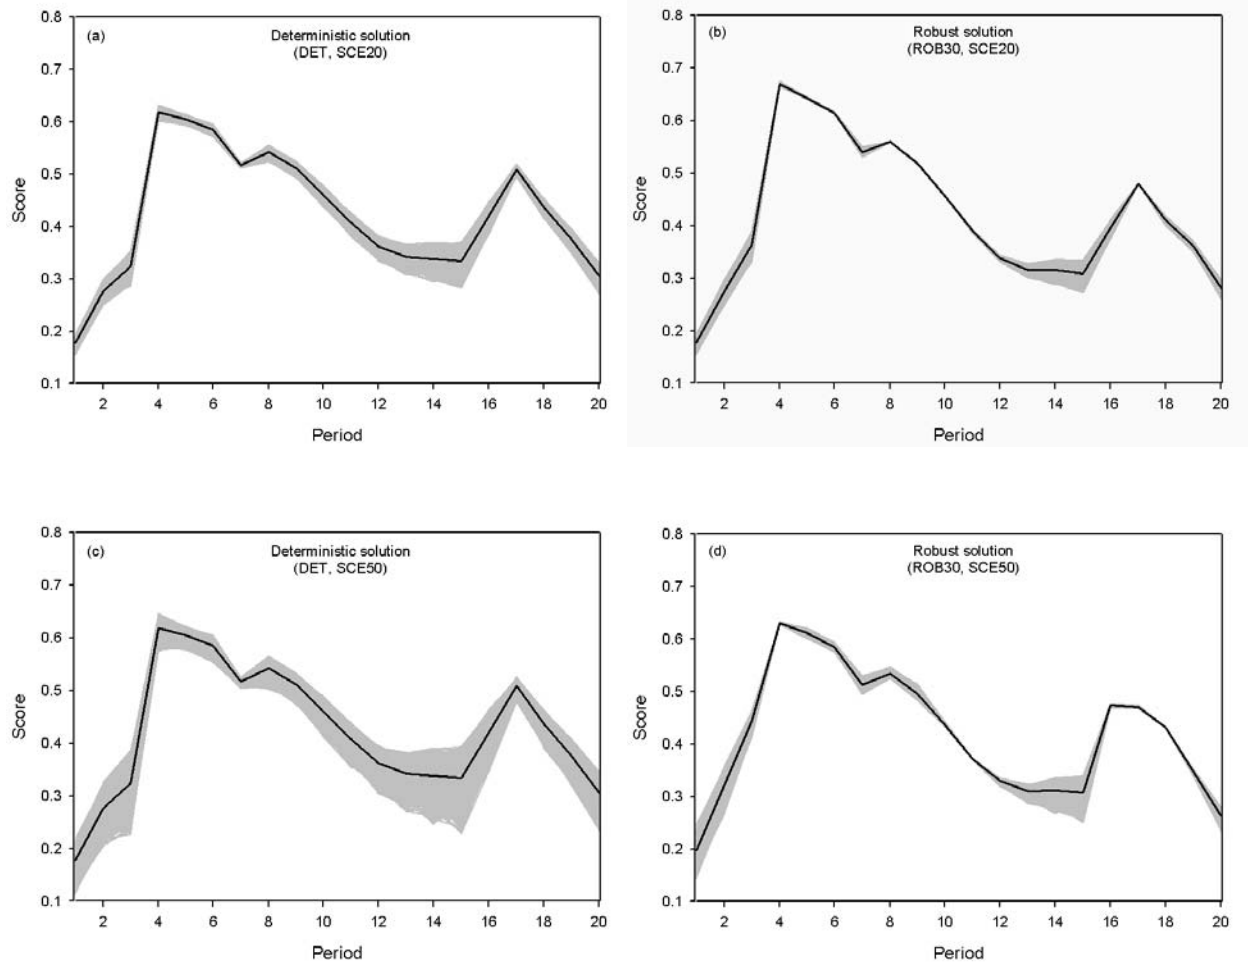 (a)
Deterministic solution
(DET, SCE20)
0.8
0.7
0.6
0.5
0.4
0.3
0.2
0.1
Score
2 4 6 8 10 12 14 16 18 20
Period
(b)
Robust solution
(ROB30, SCE20)
0.8
0.7
0.6
0.5
0.4
0.3
0.2
0.1
Score
2 4 6 8 10 12 14 16 18 20
Period
(c)
Deterministic solution
(DET, SCE50)
0.8
0.7
0.6
0.5
0.4
0.3
0.2
0.1
Score
2 4 6 8 10 12 14 16 18 20
Period
(d)
Robust solution
(ROB30, SCE50)
0.8
0.7
0.6
0.5
0.4
0.3
0.2
0.1
Score
2 4 6 8 10 12 14 16 18 20
Period